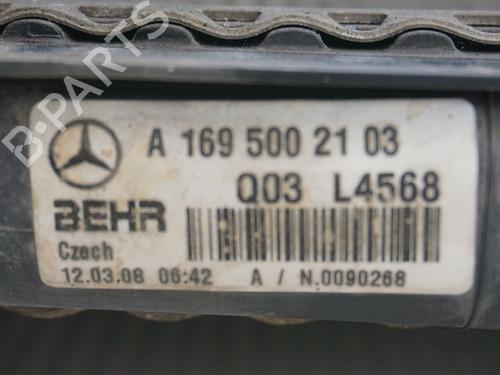 B-PARTS
A 169 500 21 03
Q03 L4568
BEHR
Czech
12.03.08 06:42 A / N.0090268